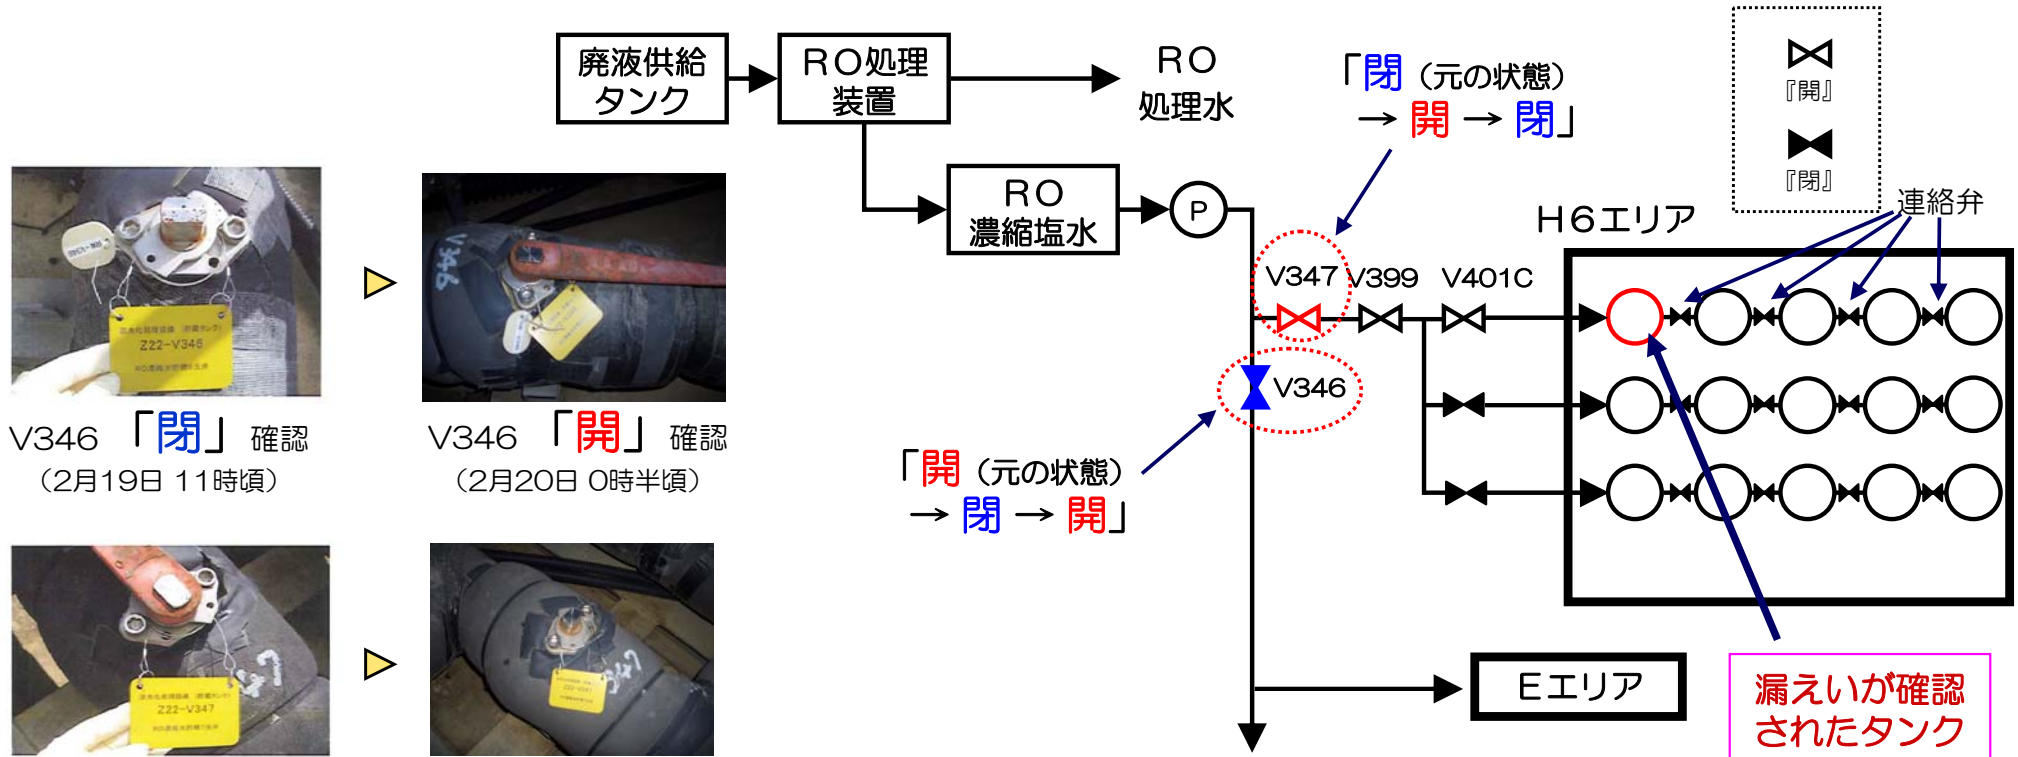 廃液供給
タンク
ＲＯ処理
装置
ＲＯ
処理水
「閉（元の状態）
→ 開 → 閉」
『開』
『閉』
連絡弁
ＲＯ
濃縮塩水
P
Ｈ６エリア
V347
V399
V401C
V346
「開（元の状態）
→ 閉 → 開」
Z22-V346
V346
V346 「閉」 確認
（2月19日 11時頃）
V346 「開」 確認
（2月20日 0時半頃）
Z22-V347
Z22-V347
Ｅエリア
漏えいが確認
されたタンク